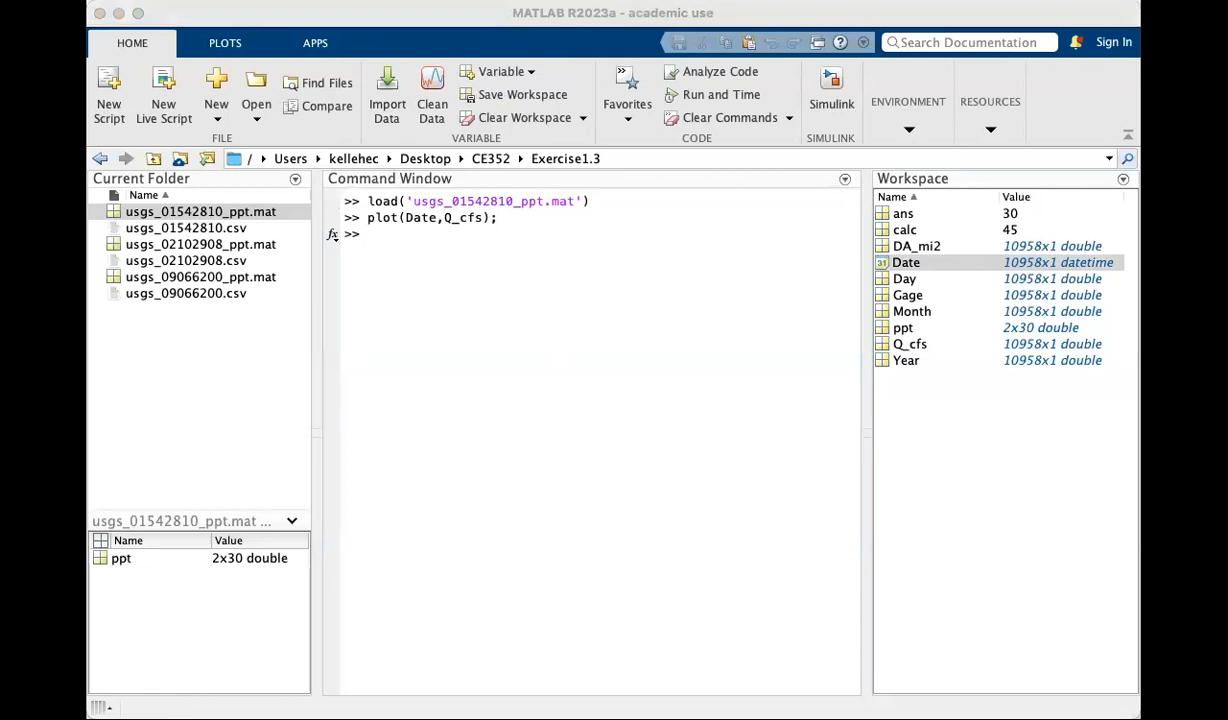 MATLAB R2023a - academic use
HOME PLOTS APPS
Search Documentation Sign In
New Script
New Live Script
New
Open
Find Files
Compare
FILE
Import Data
Clean Data
Variable
Save Workspace
Clear Workspace
VARIABLE
Favorites
Analyze Code
Run and Time
Clear Commands
CODE
Simulink
SIMULINK
ENVIRONMENT
RESOURCES
/ Users kellehec Desktop CE352 Exercise1.3
Current Folder
Name
usgs_01542810_ppt.mat
usgs_01542810.csv
usgs_02102908_ppt.mat
usgs_02102908.csv
usgs_09066200_ppt.mat
usgs_09066200.csv
usgs_01542810_ppt.mat ...
Name Value
ppt 2x30 double
Command Window
>> load('usgs_01542810_ppt.mat')
>> plot(Date,Q_cfs);
fx >>
Workspace
Name Value
ans 30
calc 45
DA_mi2 10958x1 double
31 Date 10958x1 datetime
Day 10958x1 double
Gage 10958x1 double
Month 10958x1 double
ppt 2x30 double
Q_cfs 10958x1 double
Year 10958x1 double